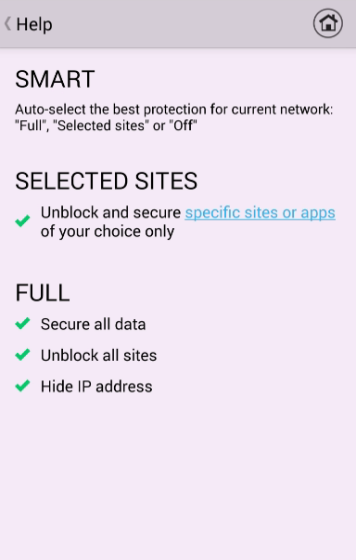 Help
SMART
Auto-select the best protection for current network:
"Full", "Selected sites" or "Off"
SELECTED SITES
Unblock and secure specific sites or apps
of your choice only
FULL
Secure all data
Unblock all sites
Hide IP address